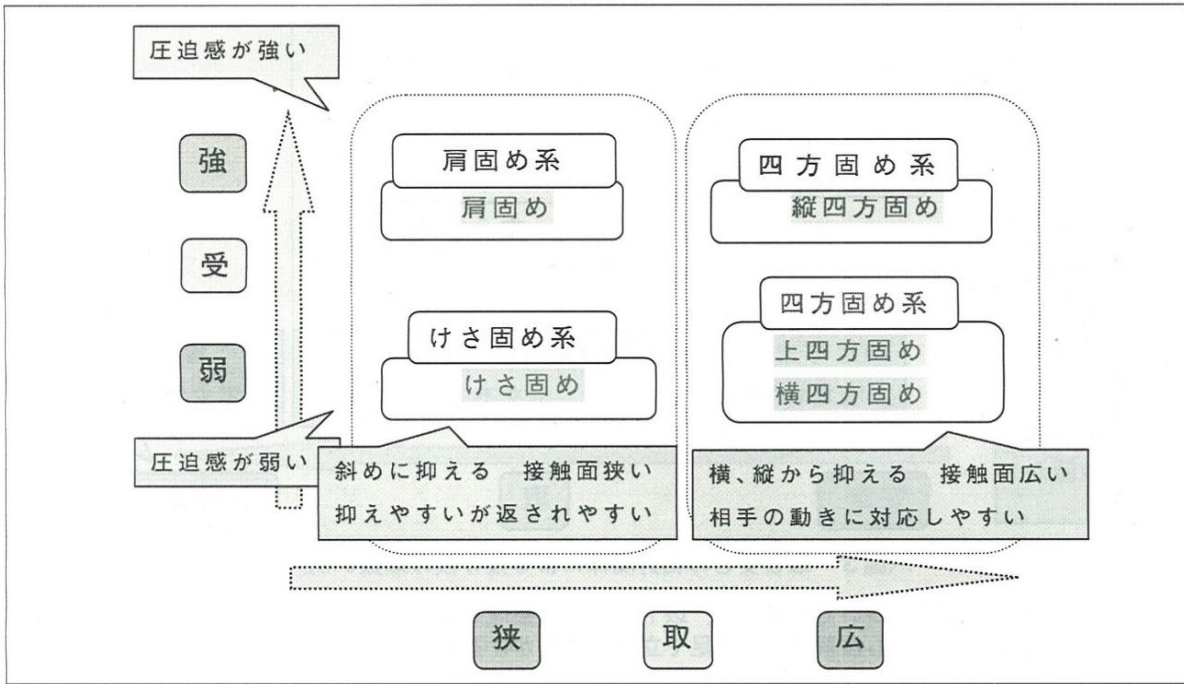 圧迫感が強い
強
受
弱
圧迫感が弱い
肩固め系
肩固め
けさ固め系
けさ固め
斜めに抑える　接触面狭い
抑えやすいが返されやすい
四方固め系
縦四方固め
四方固め系
上四方固め
横四方固め
横、縦から抑える　接触面広い
相手の動きに対応しやすい
狭
取
広